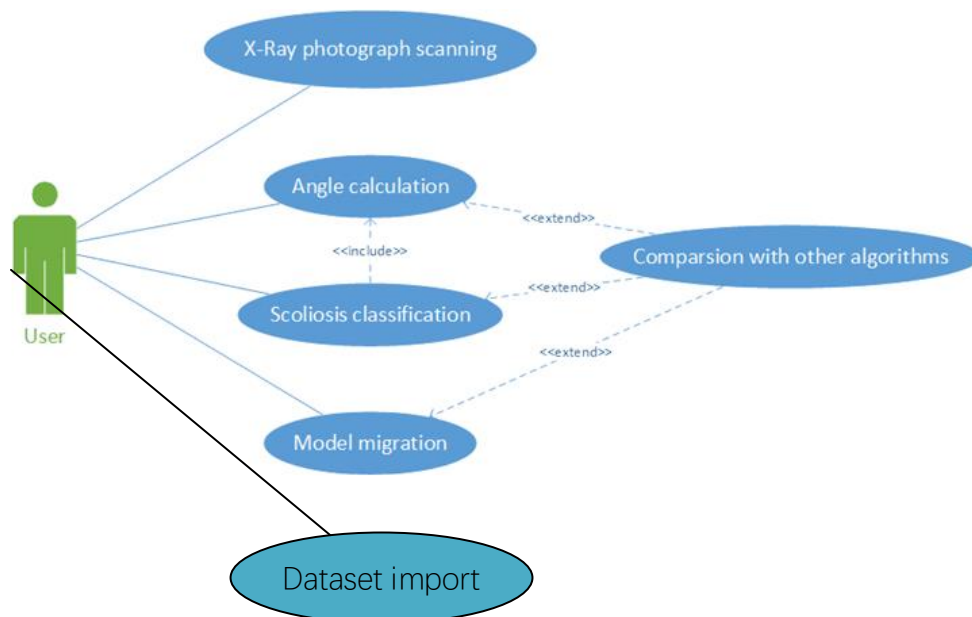 X-Ray photograph scanning
Angle calculation
<<extend>>
<<include>>
Comparsion with other algorithms
<<extend>>
Scoliosis classification
User
<<extend>>
Model migration
Dataset import